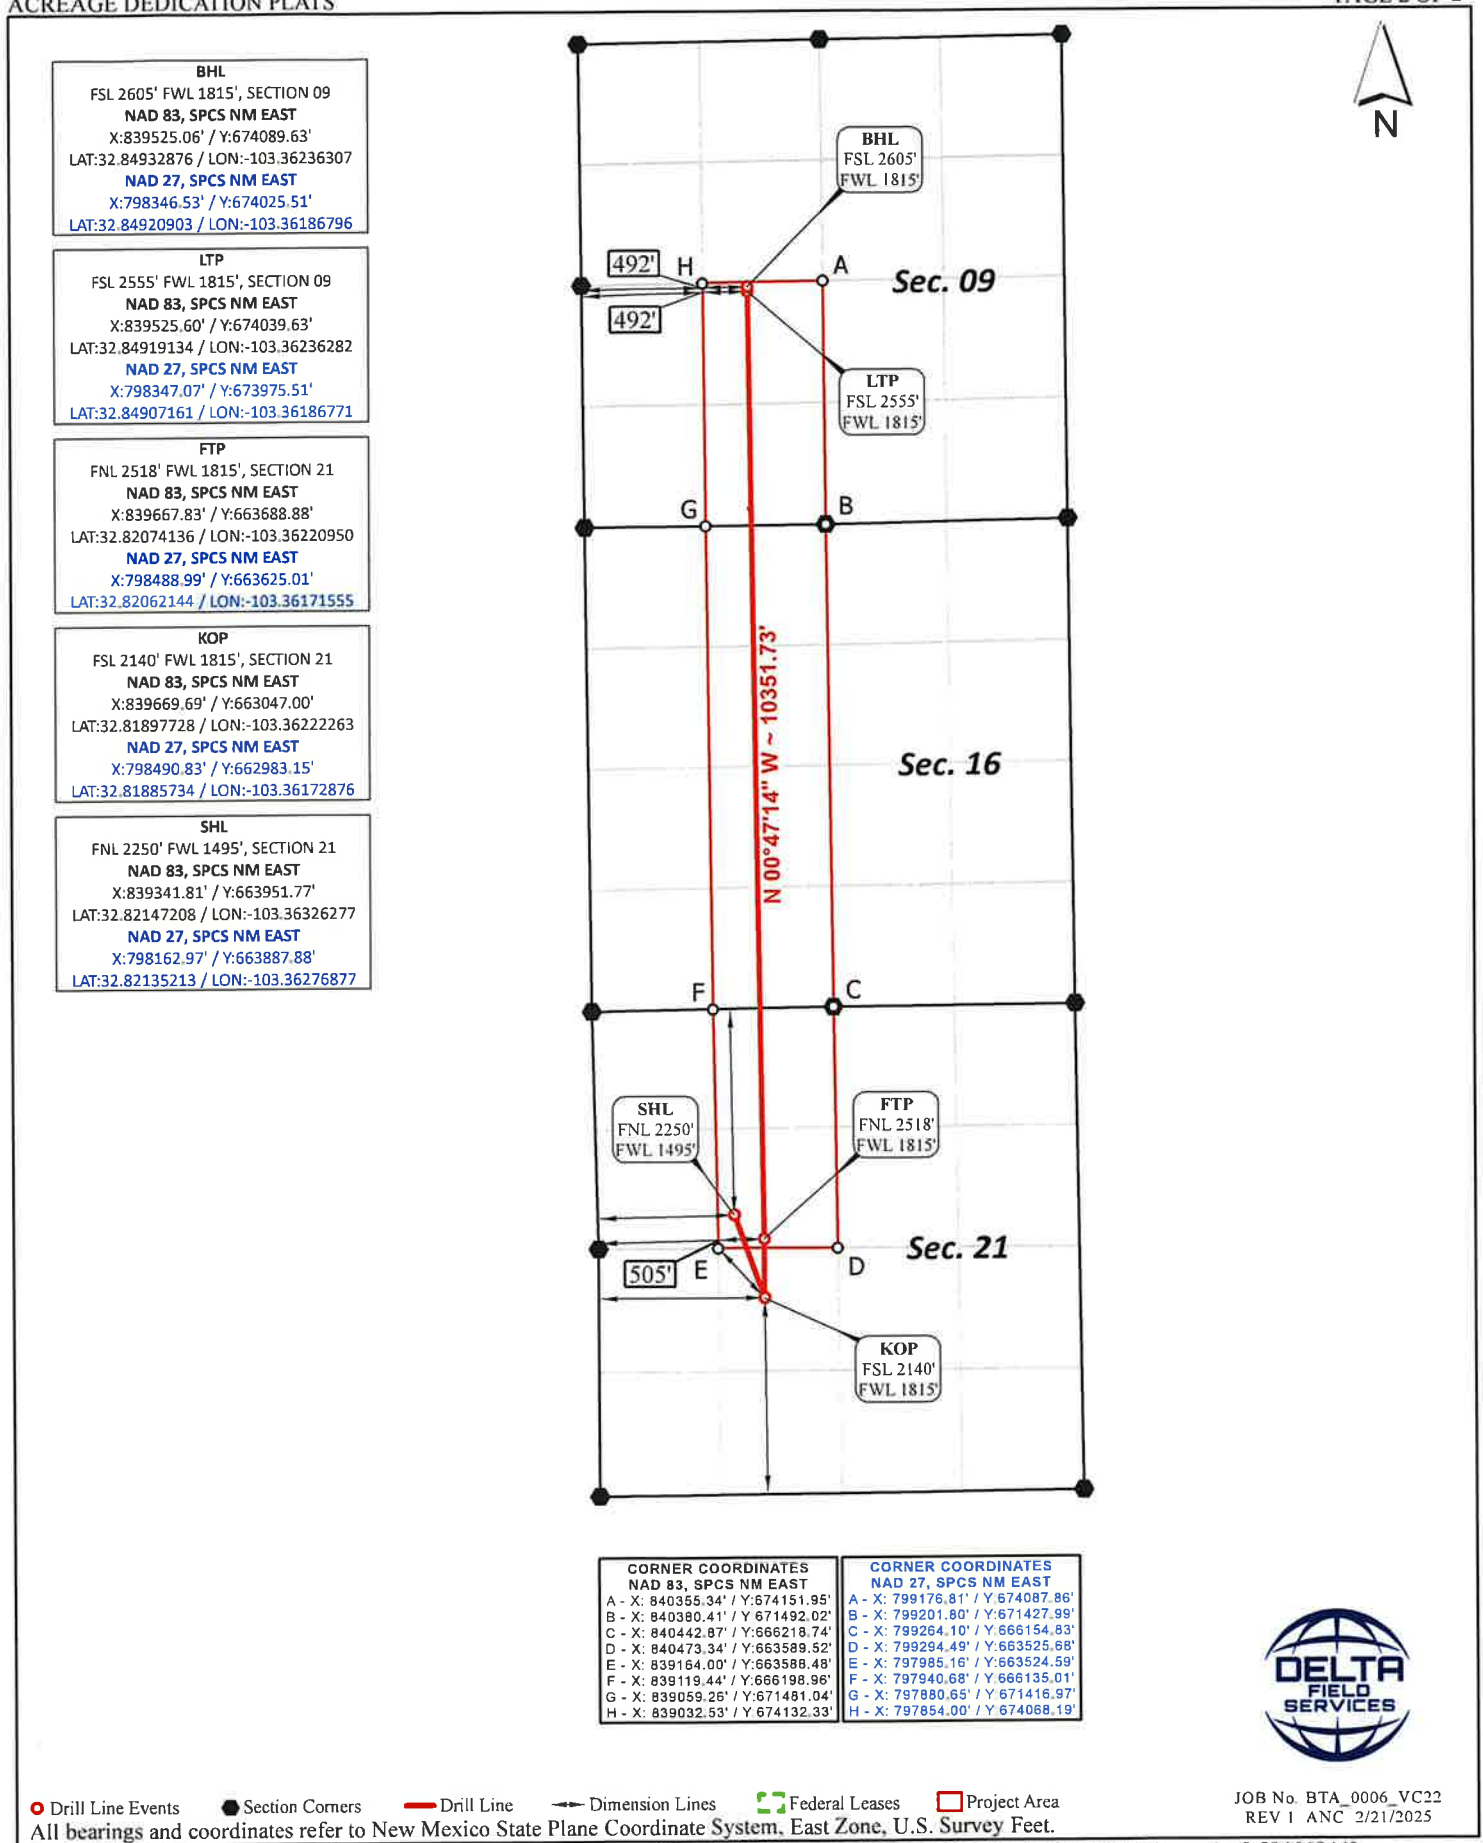 ACREAGE DEDICATION PLATS
BHL
FSL 2605' FWL 1815', SECTION 09
NAD 83, SPCS NM EAST
X:839525.06' / Y:674089.63'
LAT:32.84932876 / LON:-103.36236307
NAD 27, SPCS NM EAST
X:798346.53' / Y:674025.51'
LAT:32.84920903 / LON:-103.36186796
LTP
FSL 2555' FWL 1815', SECTION 09
NAD 83, SPCS NM EAST
X:839525.60' / Y:674039.63'
LAT:32.84919134 / LON:-103.36236282
NAD 27, SPCS NM EAST
X:798347.07' / Y:673975.51'
LAT:32.84907161 / LON:-103.36186771
FTP
FNL 2518' FWL 1815', SECTION 21
NAD 83, SPCS NM EAST
X:839667.83' / Y:663688.88'
LAT:32.82074136 / LON:-103.36220950
NAD 27, SPCS NM EAST
X:798488.99' / Y:663625.01'
LAT:32.82062144 / LON:-103.36171555
KOP
FSL 2140' FWL 1815', SECTION 21
NAD 83, SPCS NM EAST
X:839669.69' / Y:663047.00'
LAT:32.81897728 / LON:-103.36222263
NAD 27, SPCS NM EAST
X:798490.83' / Y:662983.15'
LAT:32.81885734 / LON:-103.36172876
SHL
FNL 2250' FWL 1495', SECTION 21
NAD 83, SPCS NM EAST
X:839341.81' / Y:663951.77'
LAT:32.82147208 / LON:-103.36326277
NAD 27, SPCS NM EAST
X:798162.97' / Y:663887.88'
LAT:32.82135213 / LON:-103.36276877
N
BHL
FSL 2605'
FWL 1815'
492'
H
A
Sec. 09
492'
LTP
FSL 2555'
FWL 1815'
G
B
N 00°47'14" W ~ 10351.73'
Sec. 16
F
C
SHL
FNL 2250'
FWL 1495'
FTP
FNL 2518'
FWL 1815'
Sec. 21
505'
E
D
KOP
FSL 2140'
FWL 1815'
CORNER COORDINATES
NAD 83, SPCS NM EAST
A - X: 840355.34' / Y:674151.95'
B - X: 840380.41' / Y 671492.02'
C - X: 840442.87' / Y:666218.74'
D - X: 840473.34' / Y:663589.52'
E - X: 839164.00' / Y:663588.48'
F - X: 839119.44' / Y:666198.96'
G - X: 839059.26' / Y:671481.04'
H - X: 839032.53' / Y:674132.33'
CORNER COORDINATES
NAD 27, SPCS NM EAST
A - X: 799176.81' / Y:674087.86'
B - X: 799201.80' / Y:671427.99'
C - X: 799264.10' / Y:666154.83'
D - X: 799294.49' / Y:663525.68'
E - X: 797985.16' / Y:663524.59'
F - X: 797940.68' / Y:666135.01'
G - X: 797880.65' / Y:671416.97'
H - X: 797854.00' / Y:674068.19'
DELTA
FIELD
SERVICES
Drill Line Events
Section Corners
Drill Line
Dimension Lines
Federal Leases
Project Area
All bearings and coordinates refer to New Mexico State Plane Coordinate System, East Zone, U.S. Survey Feet.
JOB No. BTA_0006_VC22
REV 1 ANC 2/21/2025